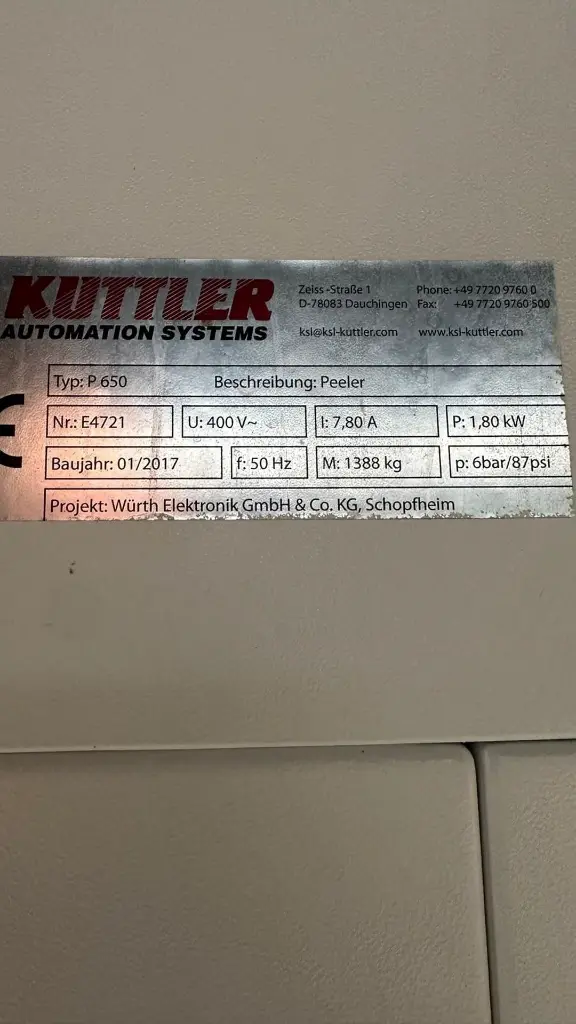 KUTTLER
AUTOMATION SYSTEMS
Zeiss -Straße 1
D-78083 Dauchingen
ksl@ksl-kuttler.com
Phone: +49 7720 9760 0
Fax: +49 7720 9760 500
www.ksl-kuttler.com
Typ: P 650 Beschreibung: Peeler
Nr.: E4721 U: 400 V~ I: 7,80 A P: 1,80 kW
Baujahr: 01/2017 f: 50 Hz M: 1388 kg p: 6bar/87psi
Projekt: Würth Elektronik GmbH & Co. KG, Schopfheim